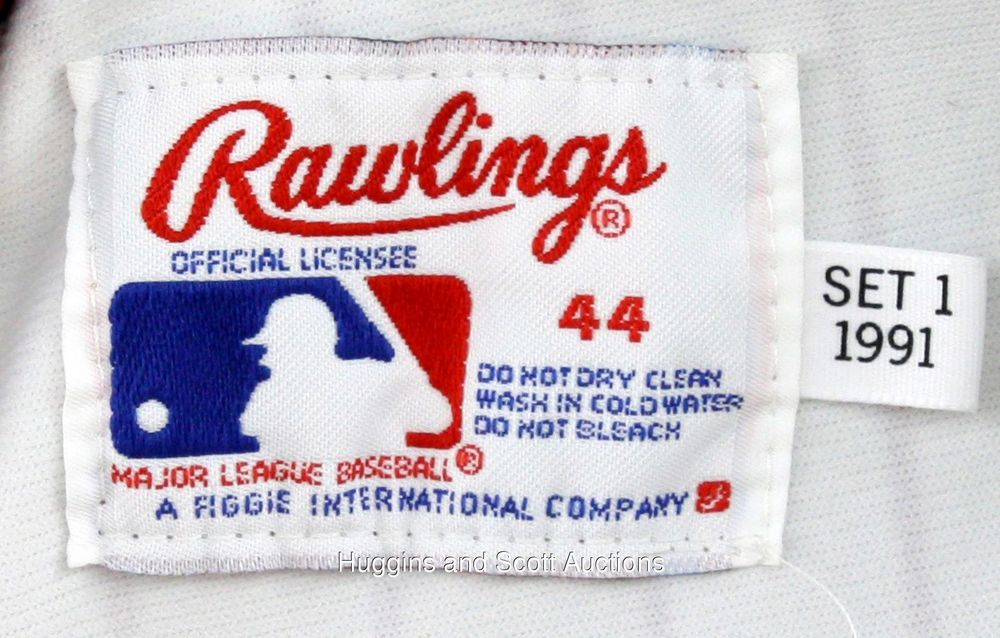 Rawlings®
OFFICIAL LICENSEE
44
DO NOT DRY CLEAN
WASH IN COLD WATER
DO NOT BLEACH
MAJOR LEAGUE BASEBALL®
A FIGGIE INTERNATIONAL COMPANY
SET 1
1991
Huggins and Scott Auctions